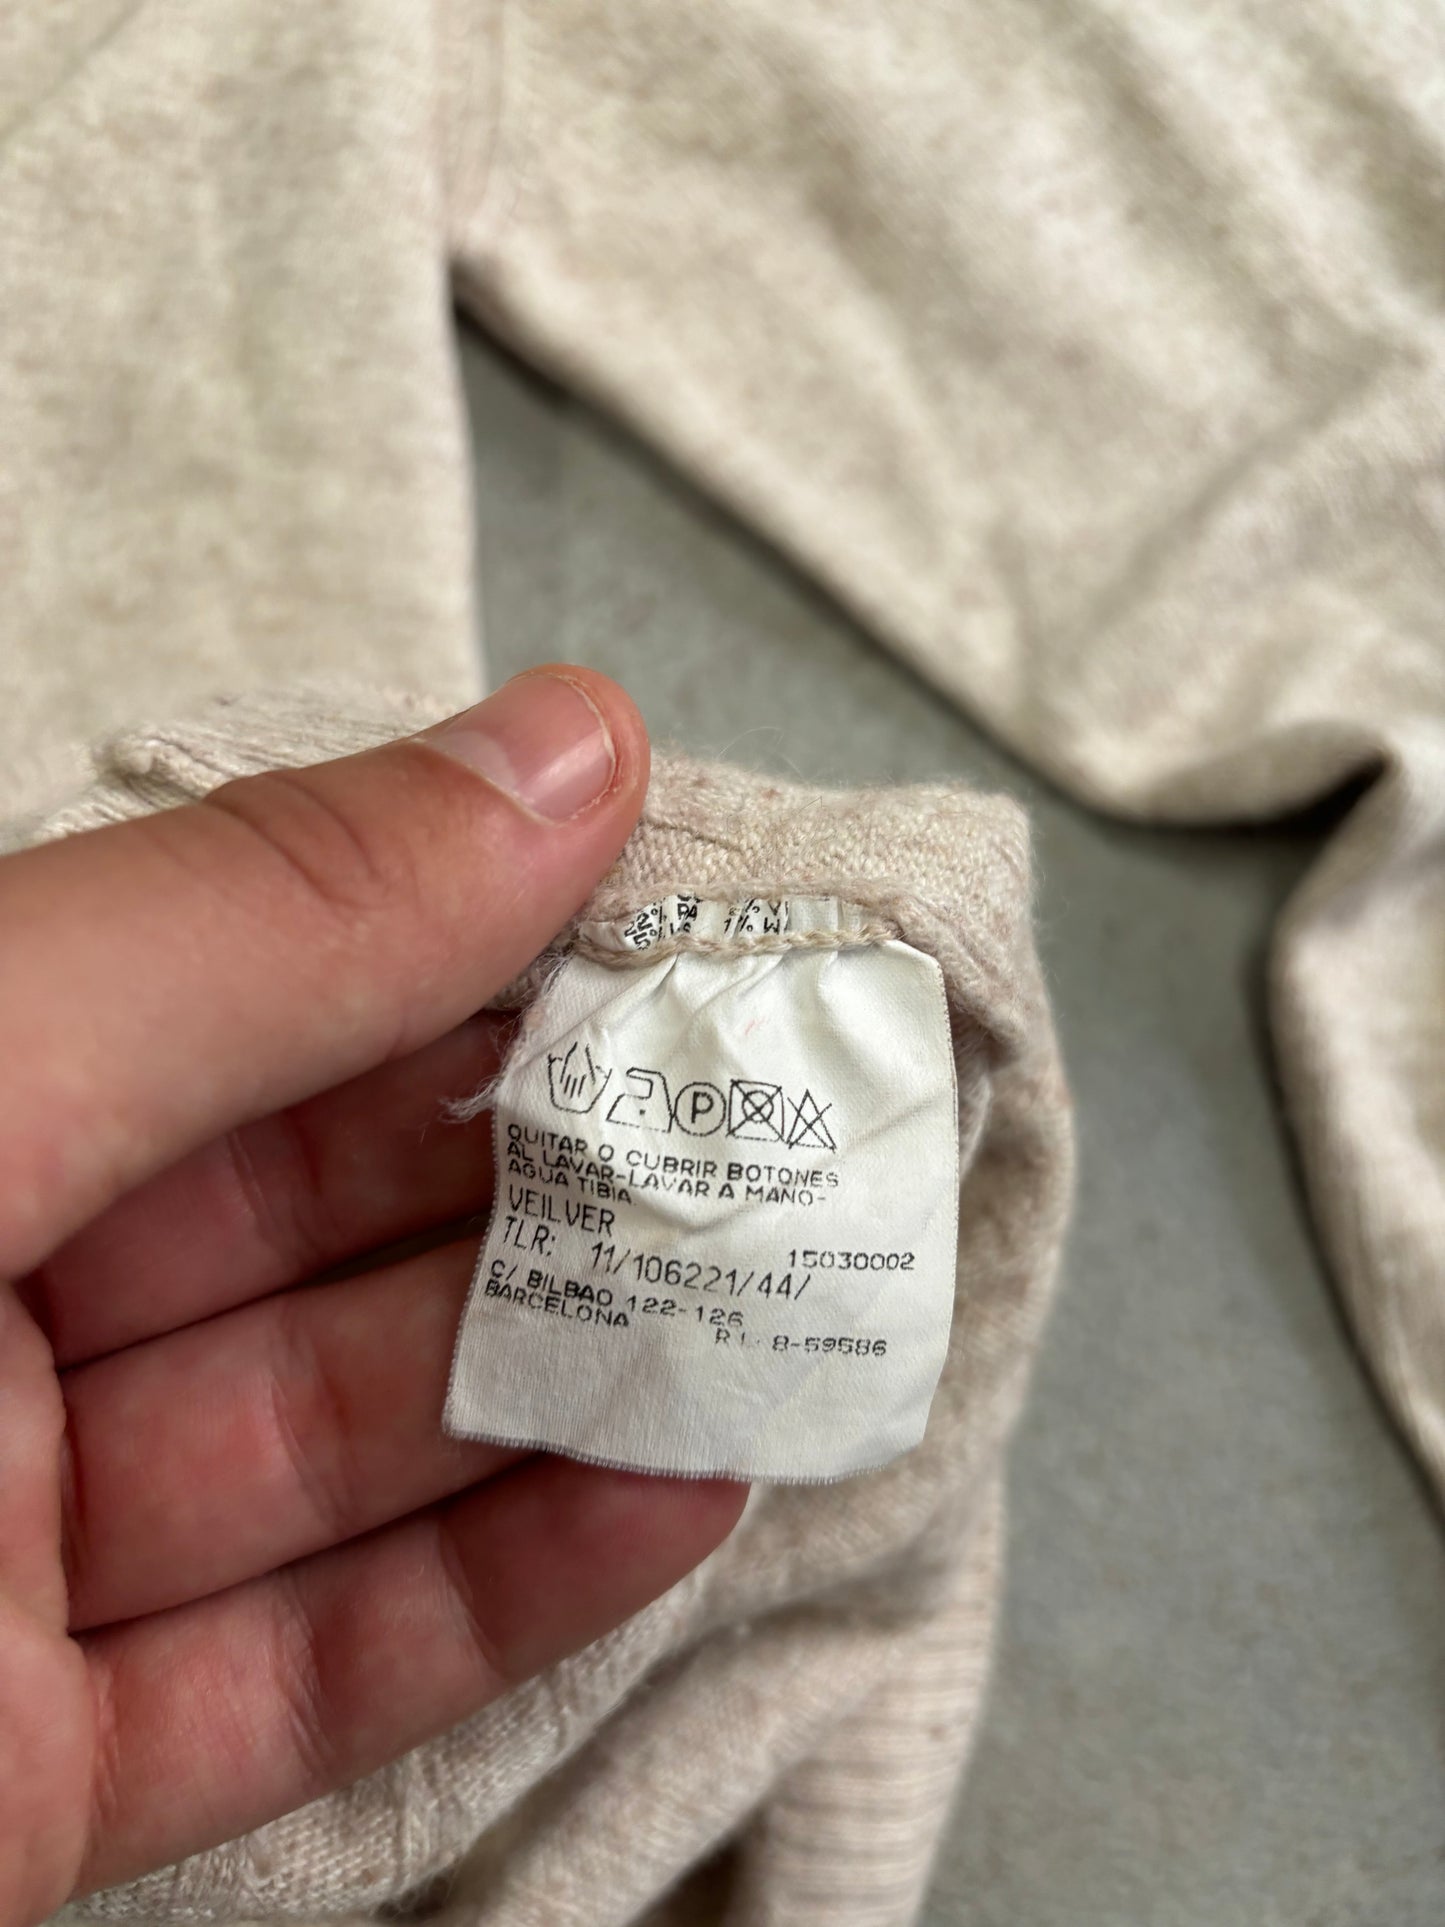 P
QUITAR O CUBRIR BOTONES
AL LAVAR-LAVAR A MANO-
AGUA TIBIA
VEILVER
TLR: 11/106221/44/ 15030002
C/ BILBAO 122-126
BARCELONA
8-59586